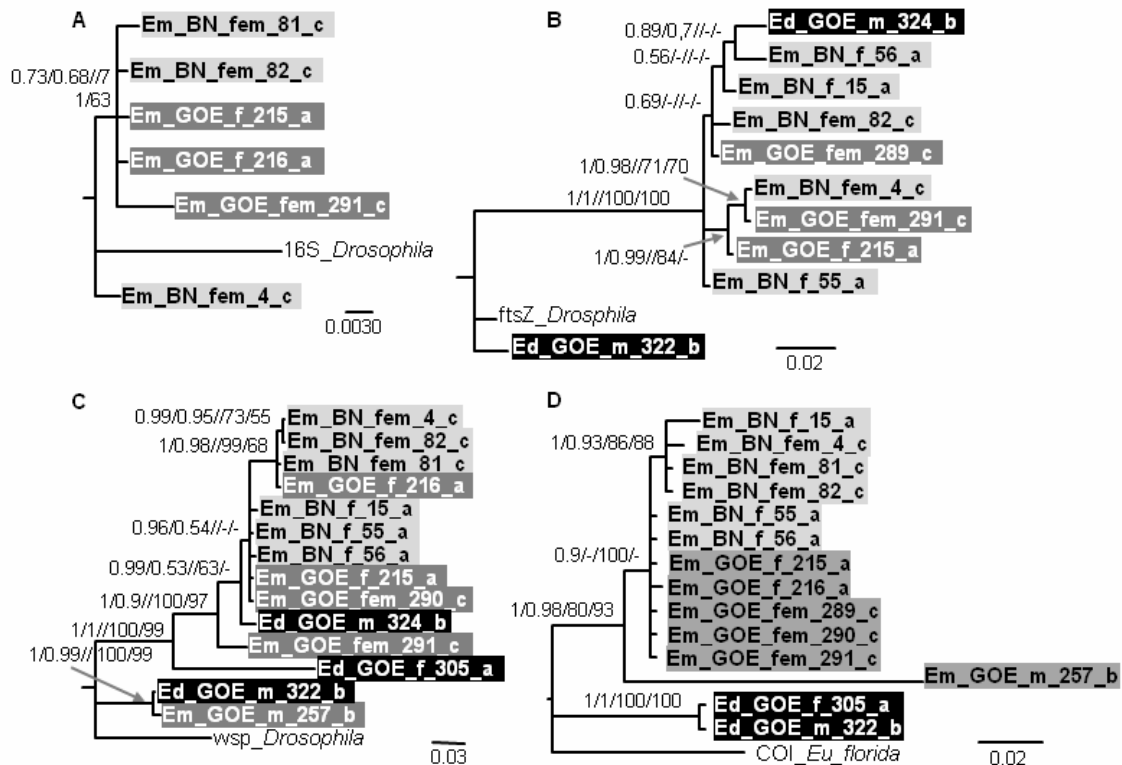 A
Em_BN_fem_81_c
Em_BN_fem_82_c
0.73/0.68//7
1/63
Em_GOE_f_215_a
Em_GOE_f_216_a
Em_GOE_fem_291_c
16S_Drosophila
Em_BN_fem_4_c
0.0030
B
Ed_GOE_m_324_b
0.89/0,7//-/-
0.56/-//-/-
Em_BN_f_56_a
Em_BN_f_15_a
0.69/-//-/-
Em_BN_fem_82_c
Em_GOE_fem_289_c
1/0.98//71/70
Em_BN_fem_4_c
1/1//100/100
Em_GOE_fem_291_c
Em_GOE_f_215_a
1/0.99//84/-
Em_BN_f_55_a
ftsZ_Drosphila
Ed_GOE_m_322_b
0.02
C
0.99/0.95//73/55
Em_BN_fem_4_c
1/0.98//99/68
Em_BN_fem_82_c
Em_BN_fem_81_c
Em_GOE_f_216_a
Em_BN_f_15_a
0.96/0.54//-/-
Em_BN_f_55_a
Em_BN_f_56_a
0.99/0.53//63/-
Em_GOE_f_215_a
Em_GOE_fem_290_c
1/0.9//100/97
Ed_GOE_m_324_b
1/1//100/99
Em_GOE_fem_291_c
1/0.99//100/99
Ed_GOE_f_305_a
Ed_GOE_m_322_b
Em_GOE_m_257_b
wsp_Drosophila
0.03
D
Em_BN_f_15_a
1/0.93/86/88
Em_BN_fem_4_c
Em_BN_fem_81_c
Em_BN_fem_82_c
Em_BN_f_55_a
Em_BN_f_56_a
0.9/-/100/-
Em_GOE_f_215_a
Em_GOE_f_216_a
1/0.98/80/93
Em_GOE_fem_289_c
Em_GOE_fem_290_c
Em_GOE_fem_291_c
Em_GOE_m_257_b
1/1/100/100
Ed_GOE_f_305_a
Ed_GOE_m_322_b
COI_Eu_florida
0.02